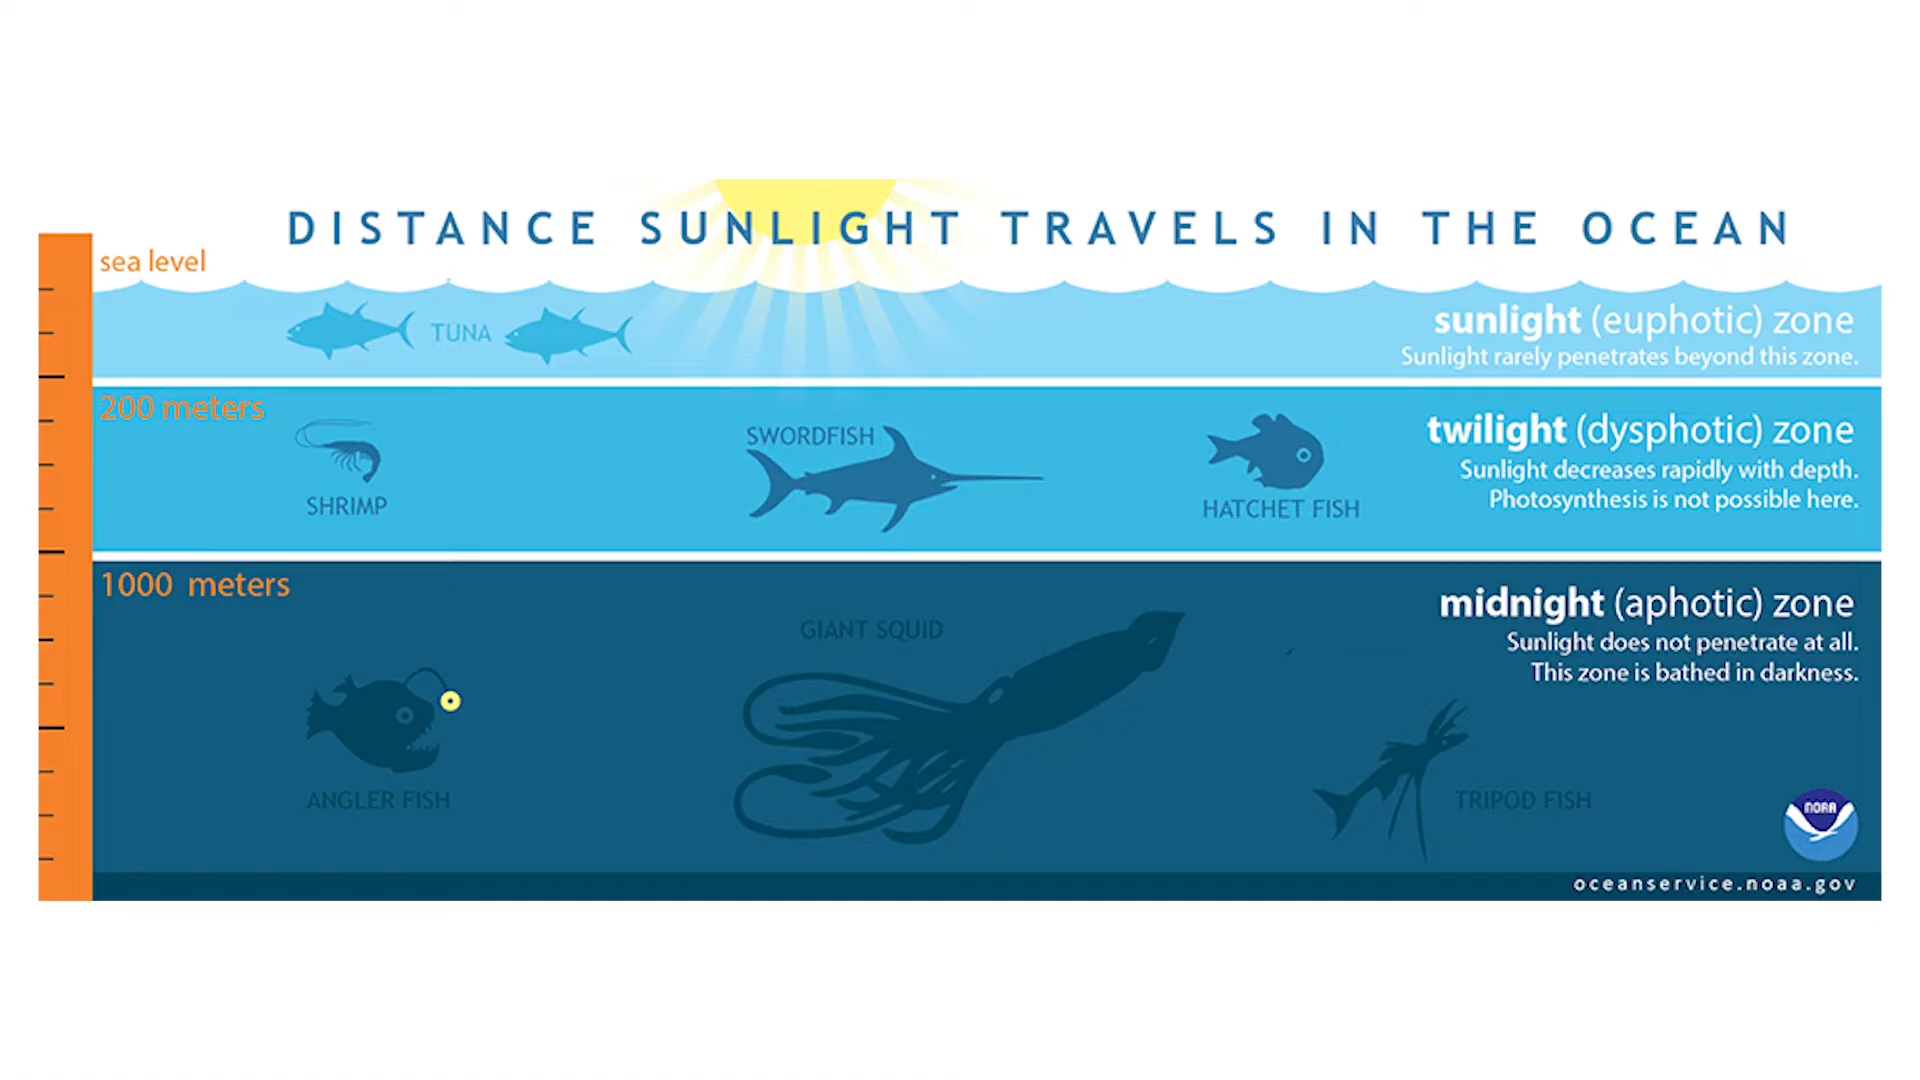 DISTANCE SUNLIGHT TRAVELS IN THE OCEAN
sea level
TUNA
sunlight (euphotic) zone
Sunlight rarely penetrates beyond this zone.
200 meters
SHRIMP
SWORDFISH
HATCHET FISH
twilight (dysphotic) zone
Sunlight decreases rapidly with depth.
Photosynthesis is not possible here.
1000 meters
ANGLER FISH
GIANT SQUID
TRIPOD FISH
midnight (aphotic) zone
Sunlight does not penetrate at all.
This zone is bathed in darkness.
NOAA
oceanservice.noaa.gov